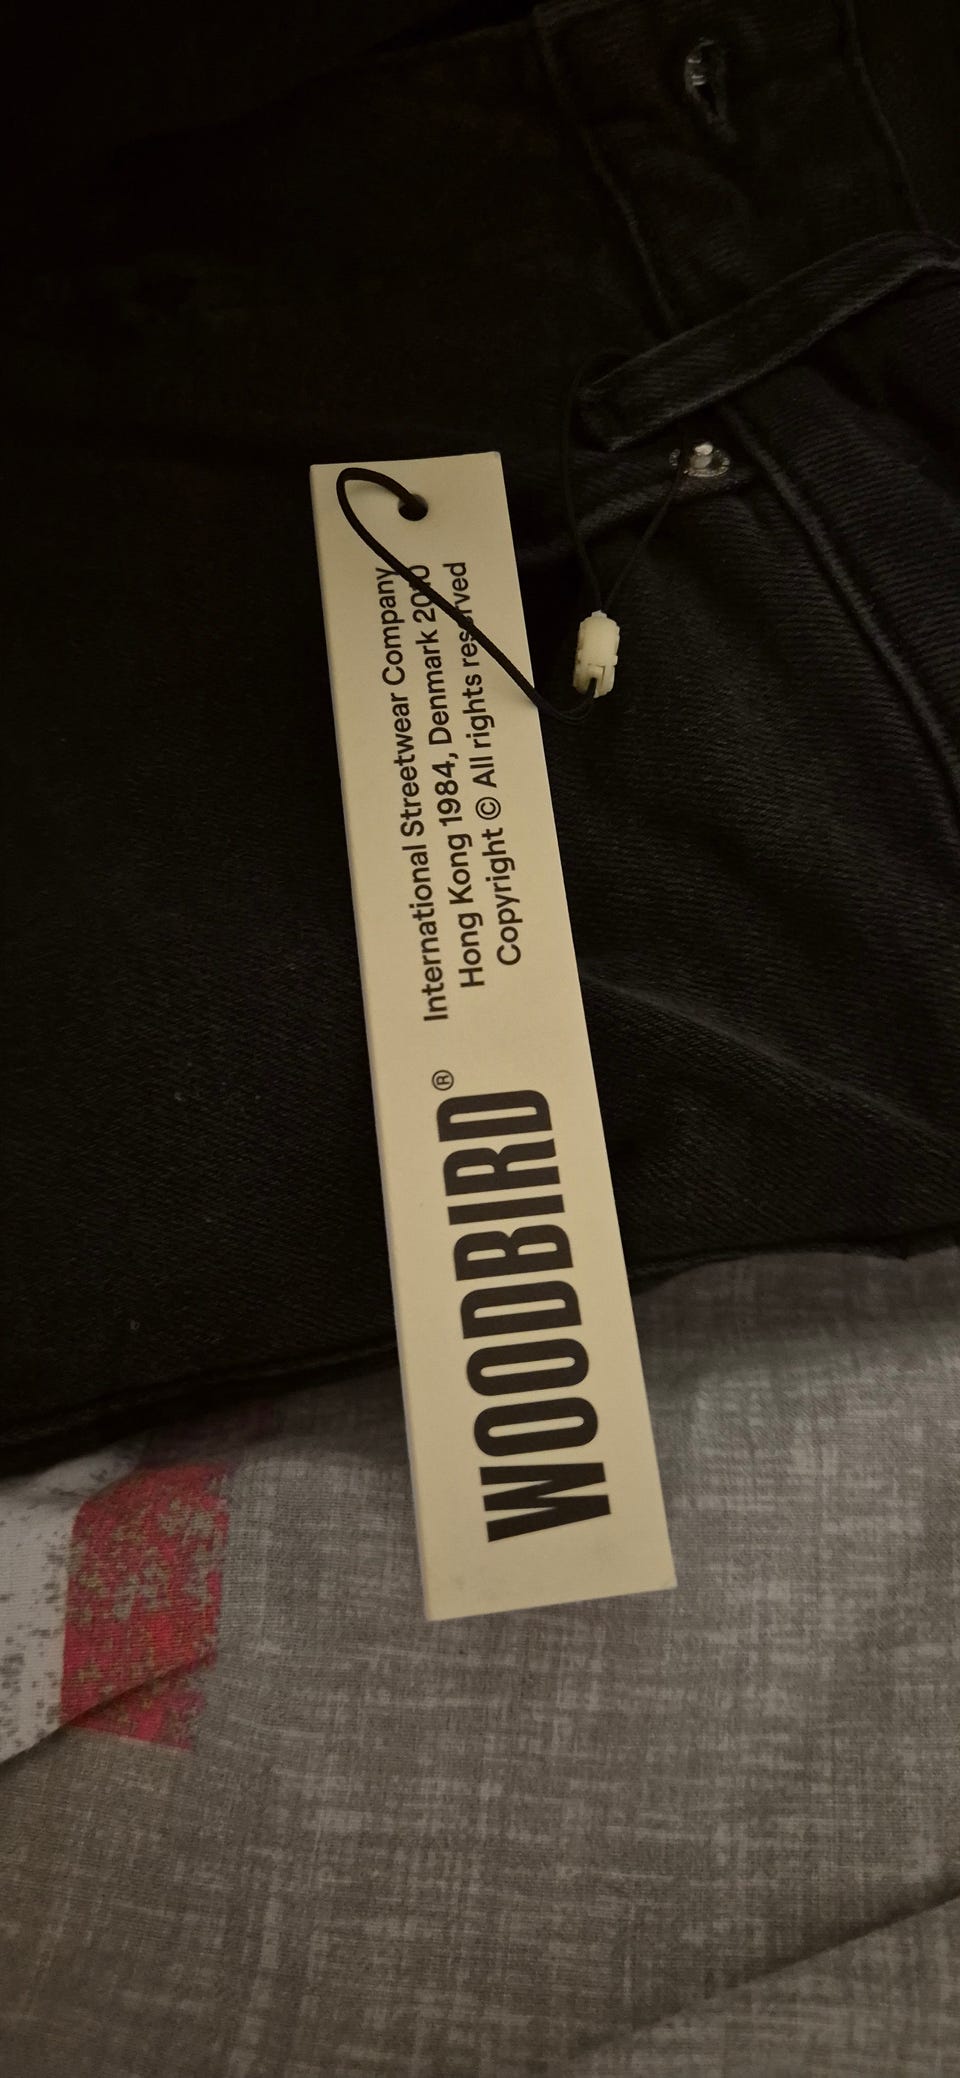 WOODBIRD®
International Streetwear Company
Hong Kong 1984, Denmark 2010
Copyright © All rights reserved